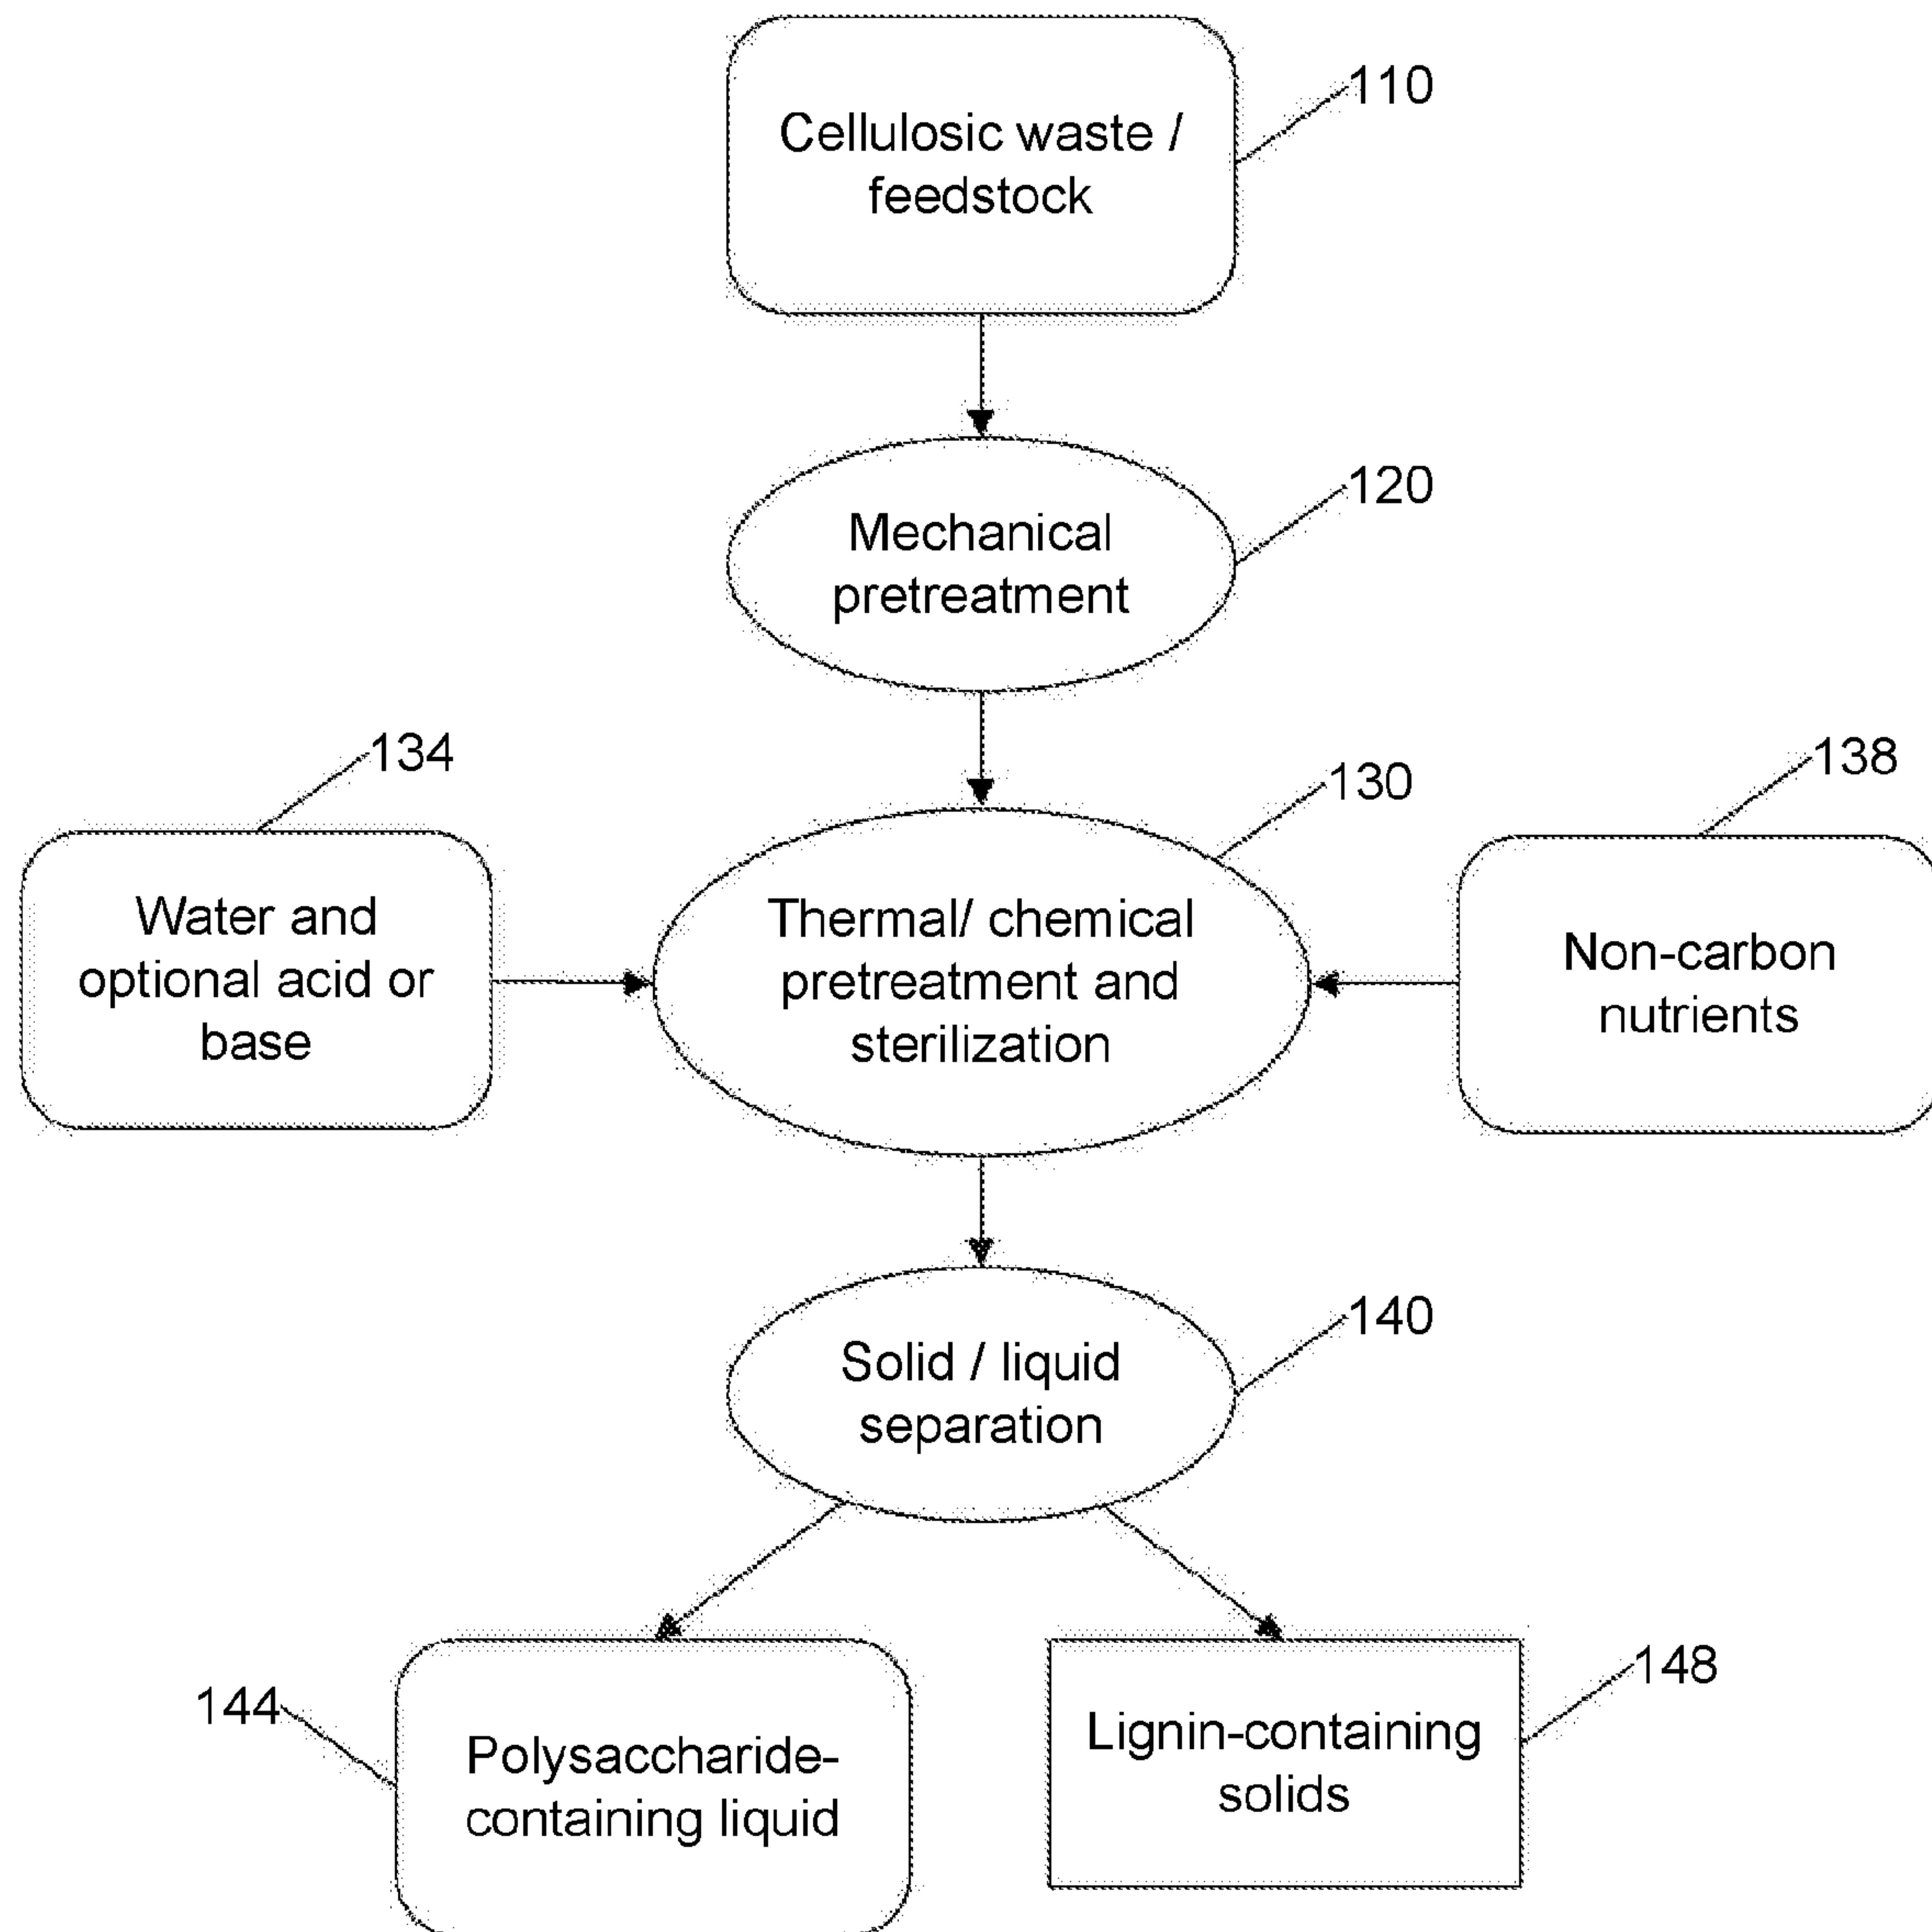 Cellulosic waste /
feedstock
110
Mechanical
pretreatment
120
134
130
138
Water and
optional acid or
base
Thermal/ chemical
pretreatment and
sterilization
Non-carbon
nutrients
Solid / liquid
separation
140
144
Polysaccharide-
containing liquid
Lignin-containing
solids
148